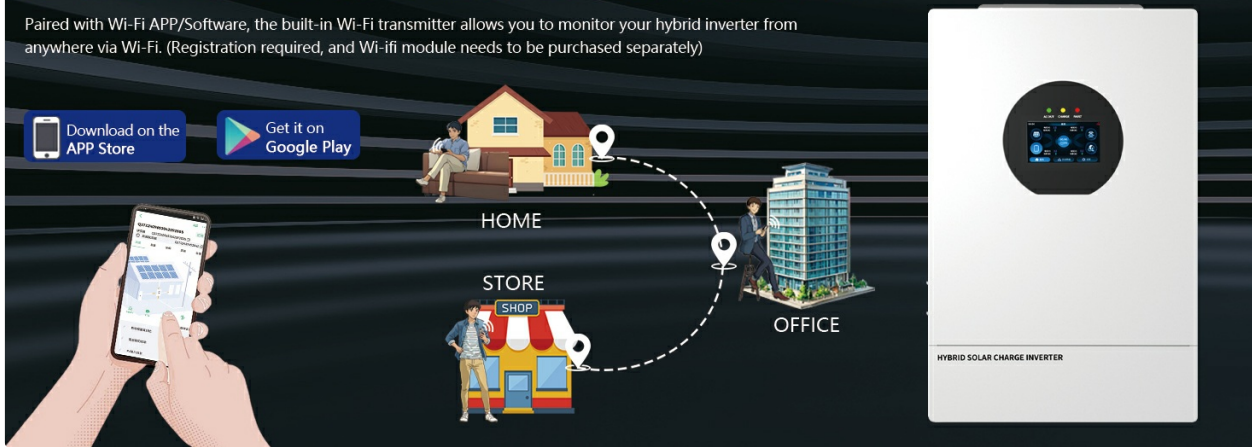 Paired with Wi-Fi APP/Software, the built-in Wi-Fi transmitter allows you to monitor your hybrid inverter from
anywhere via Wi-Fi. (Registration required, and Wi-ifi module needs to be purchased separately)
Download on the
APP Store
Get it on
Google Play
HOME
STORE
SHOP
OFFICE
HYBRID SOLAR CHARGE INVERTER